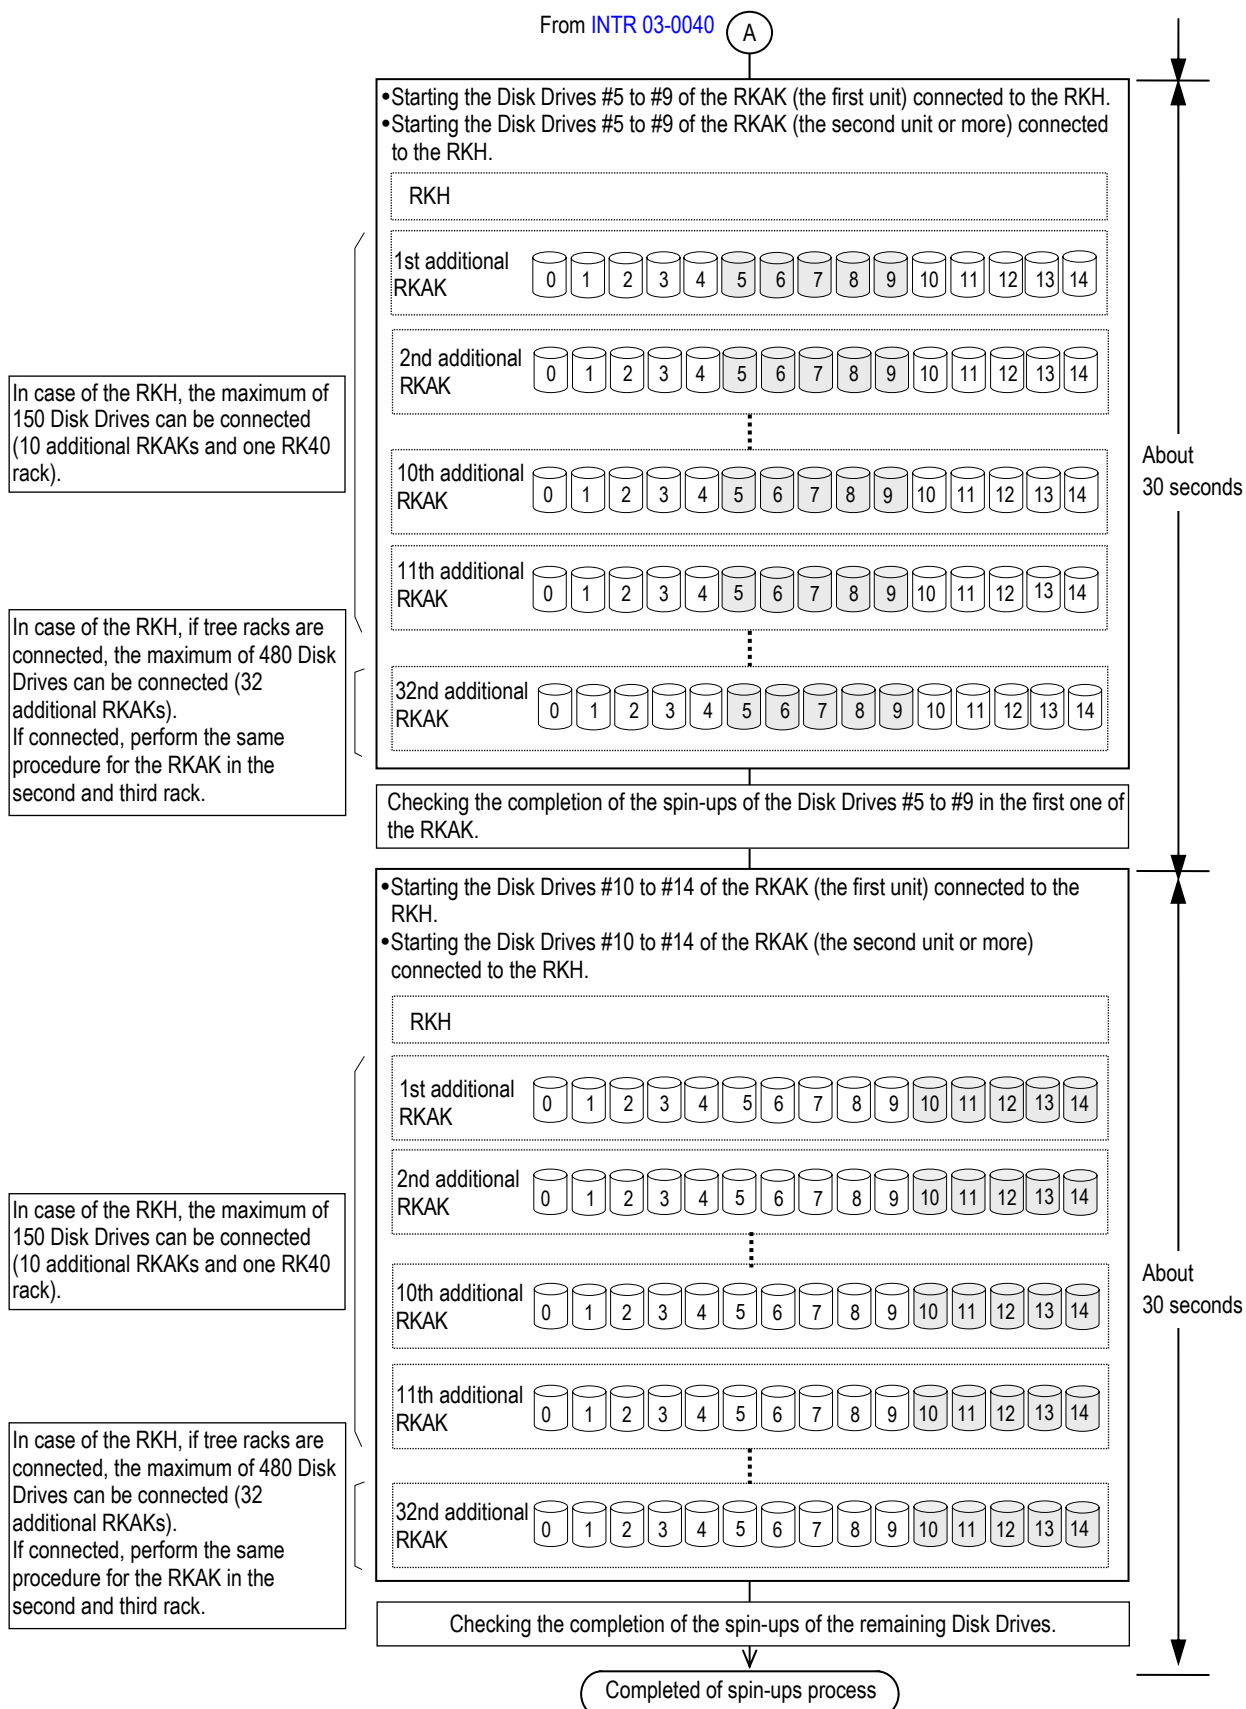 From INTR 03-0040
A
•Starting the Disk Drives #5 to #9 of the RKAK (the first unit) connected to the RKH.
•Starting the Disk Drives #5 to #9 of the RKAK (the second unit or more) connected
to the RKH.
RKH
1st additional
RKAK
0 1 2 3 4 5 6 7 8 9 10 11 12 13 14
2nd additional
RKAK
0 1 2 3 4 5 6 7 8 9 10 11 12 13 14
10th additional
RKAK
0 1 2 3 4 5 6 7 8 9 10 11 12 13 14
11th additional
RKAK
0 1 2 3 4 5 6 7 8 9 10 11 12 13 14
32nd additional
RKAK
0 1 2 3 4 5 6 7 8 9 10 11 12 13 14
In case of the RKH, the maximum of
150 Disk Drives can be connected
(10 additional RKAKs and one RK40
rack).
In case of the RKH, if tree racks are
connected, the maximum of 480 Disk
Drives can be connected (32
additional RKAKs).
If connected, perform the same
procedure for the RKAK in the
second and third rack.
About
30 seconds
Checking the completion of the spin-ups of the Disk Drives #5 to #9 in the first one of
the RKAK.
•Starting the Disk Drives #10 to #14 of the RKAK (the first unit) connected to the
RKH.
•Starting the Disk Drives #10 to #14 of the RKAK (the second unit or more)
connected to the RKH.
RKH
1st additional
RKAK
0 1 2 3 4 5 6 7 8 9 10 11 12 13 14
2nd additional
RKAK
0 1 2 3 4 5 6 7 8 9 10 11 12 13 14
10th additional
RKAK
0 1 2 3 4 5 6 7 8 9 10 11 12 13 14
11th additional
RKAK
0 1 2 3 4 5 6 7 8 9 10 11 12 13 14
32nd additional
RKAK
0 1 2 3 4 5 6 7 8 9 10 11 12 13 14
In case of the RKH, the maximum of
150 Disk Drives can be connected
(10 additional RKAKs and one RK40
rack).
In case of the RKH, if tree racks are
connected, the maximum of 480 Disk
Drives can be connected (32
additional RKAKs).
If connected, perform the same
procedure for the RKAK in the
second and third rack.
About
30 seconds
Checking the completion of the spin-ups of the remaining Disk Drives.
Completed of spin-ups process